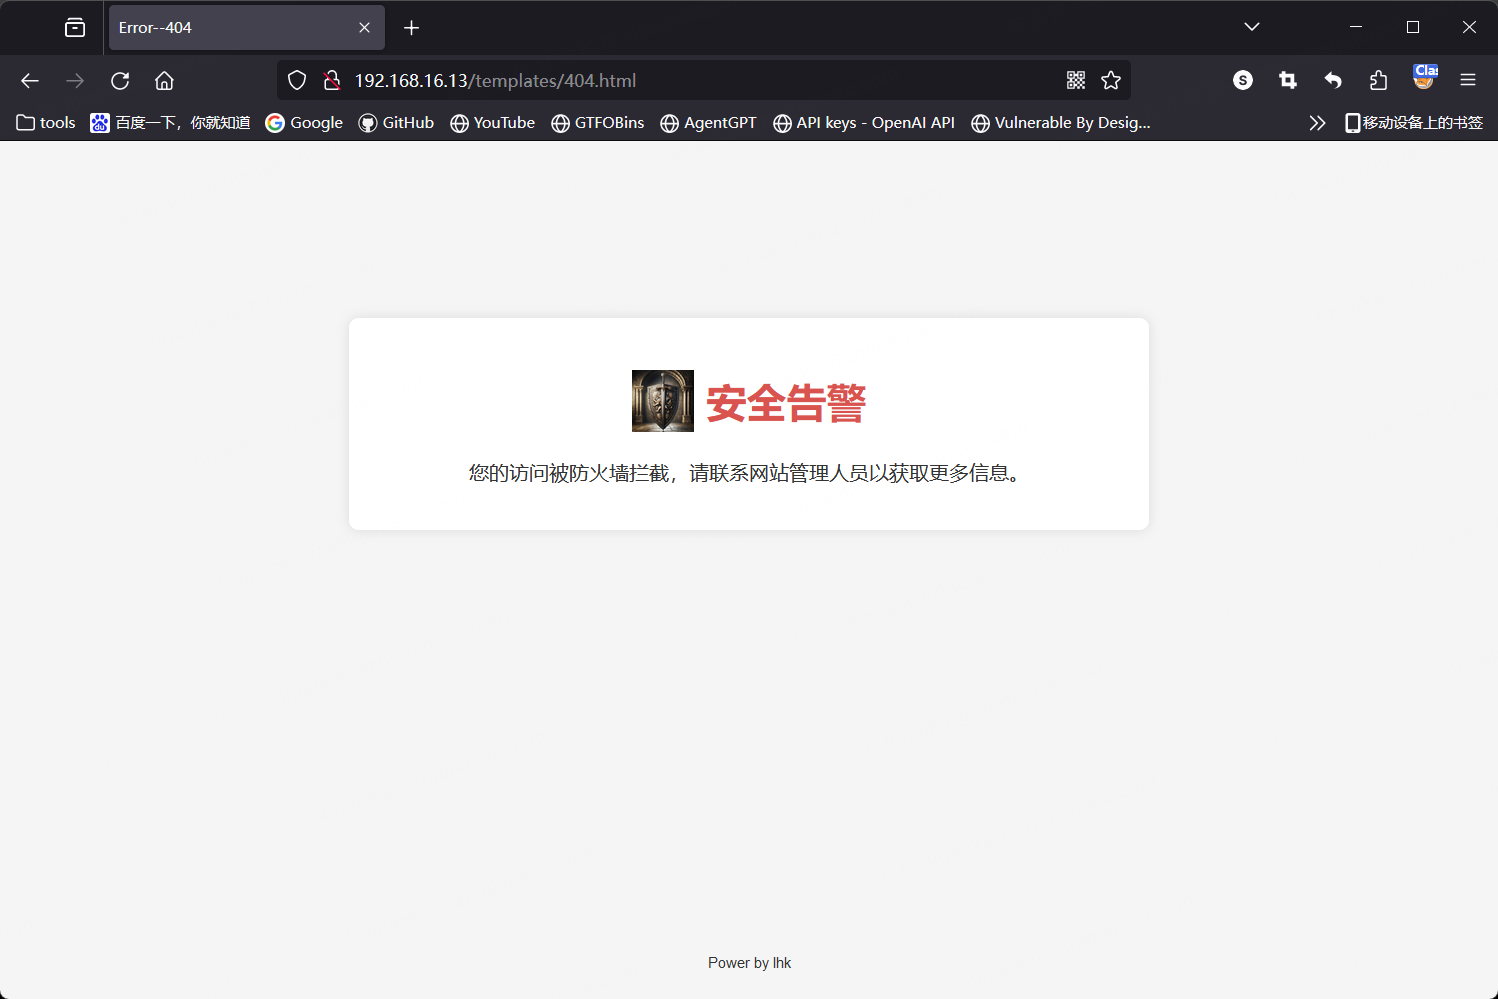 Error--404
192.168.16.13/templates/404.html
S
Clas
tools
百度一下，你就知道
Google
GitHub
YouTube
GTFOBins
AgentGPT
API keys - OpenAI API
Vulnerable By Desig...
移动设备上的书签
安全告警
您的访问被防火墙拦截，请联系网站管理人员以获取更多信息。
Power by lhk